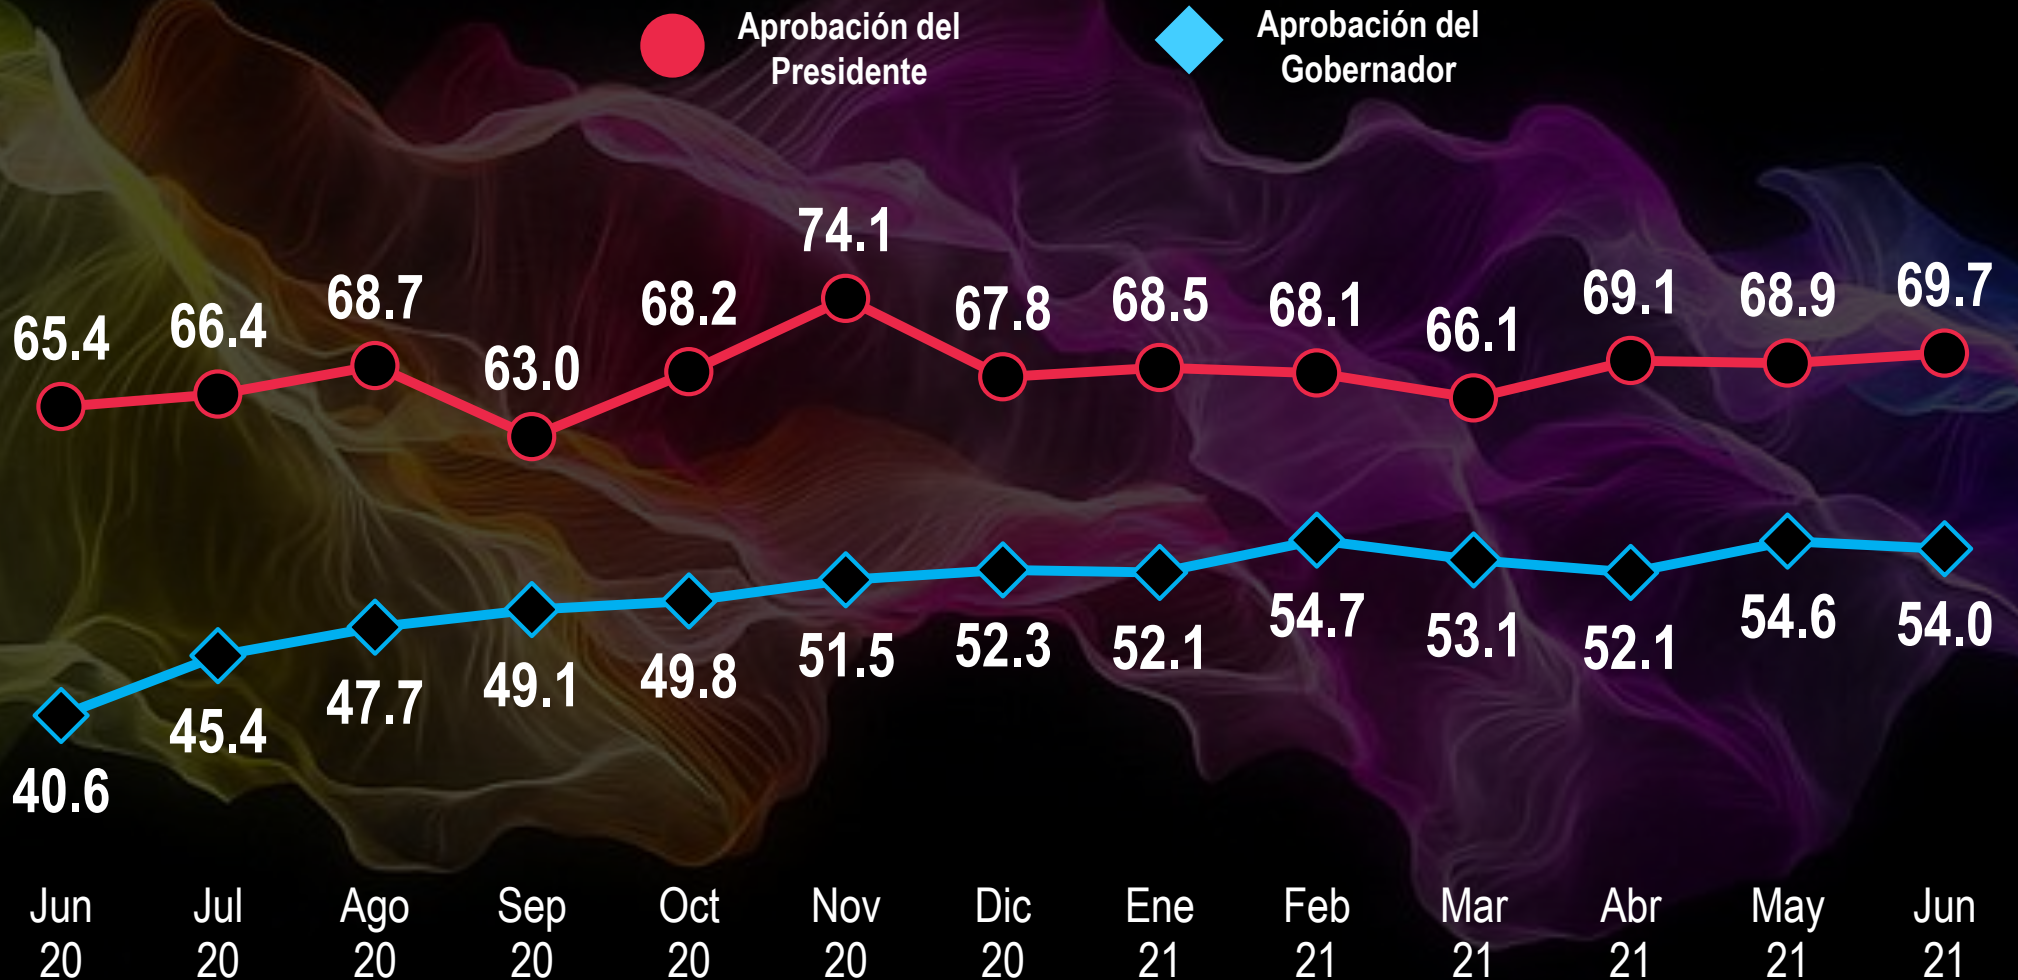 Aprobación del
Presidente
Aprobación del
Gobernador
74.1
65.4 66.4 68.7 63.0 68.2 67.8 68.5 68.1 66.1 69.1 68.9 69.7
40.6 45.4 47.7 49.1 49.8 51.5 52.3 52.1 54.7 53.1 52.1 54.6 54.0
Jun Jul Ago Sep Oct Nov Dic Ene Feb Mar Abr May Jun
20 20 20 20 20 20 20 21 21 21 21 21 21